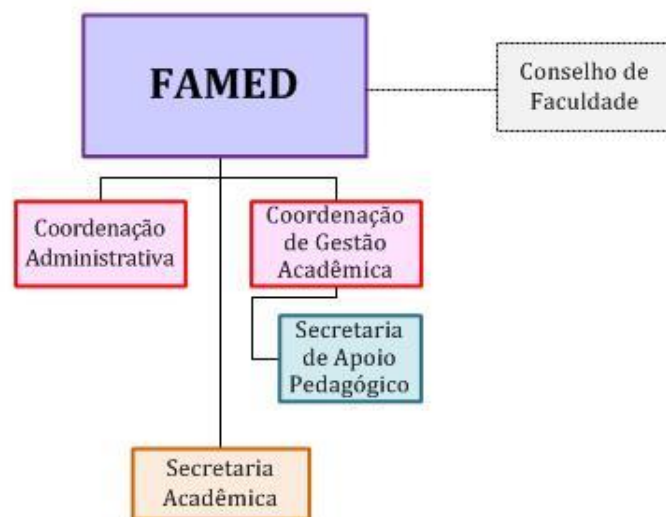 FAMED
Conselho de
Faculdade
Coordenação
Administrativa
Coordenação
de Gestão
Acadêmica
Secretaria
de Apoio
Pedagógico
Secretaria
Acadêmica